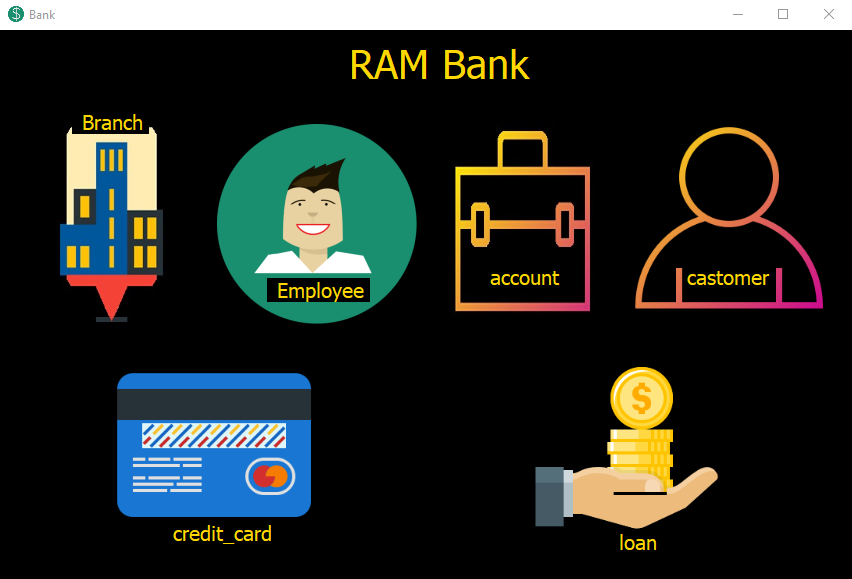 Bank
RAM Bank
Branch
Employee
account
castomer
credit_card
loan